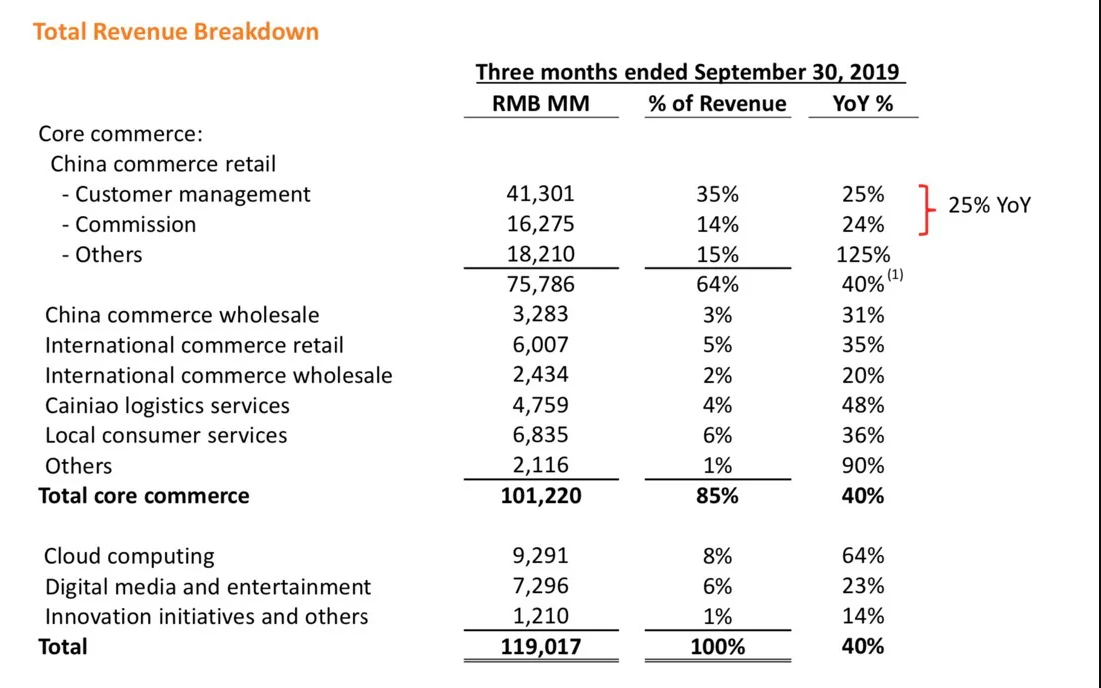 Total Revenue Breakdown
Three months ended September 30, 2019
RMB MM % of Revenue YoY %
Core commerce:
China commerce retail
- Customer management 41,301 35% 25%
25% YoY
- Commission 16,275 14% 24%
- Others 18,210 15% 125%
75,786 64% 40% (1)
China commerce wholesale 3,283 3% 31%
International commerce retail 6,007 5% 35%
International commerce wholesale 2,434 2% 20%
Cainiao logistics services 4,759 4% 48%
Local consumer services 6,835 6% 36%
Others 2,116 1% 90%
Total core commerce 101,220 85% 40%
Cloud computing 9,291 8% 64%
Digital media and entertainment 7,296 6% 23%
Innovation initiatives and others 1,210 1% 14%
Total 119,017 100% 40%